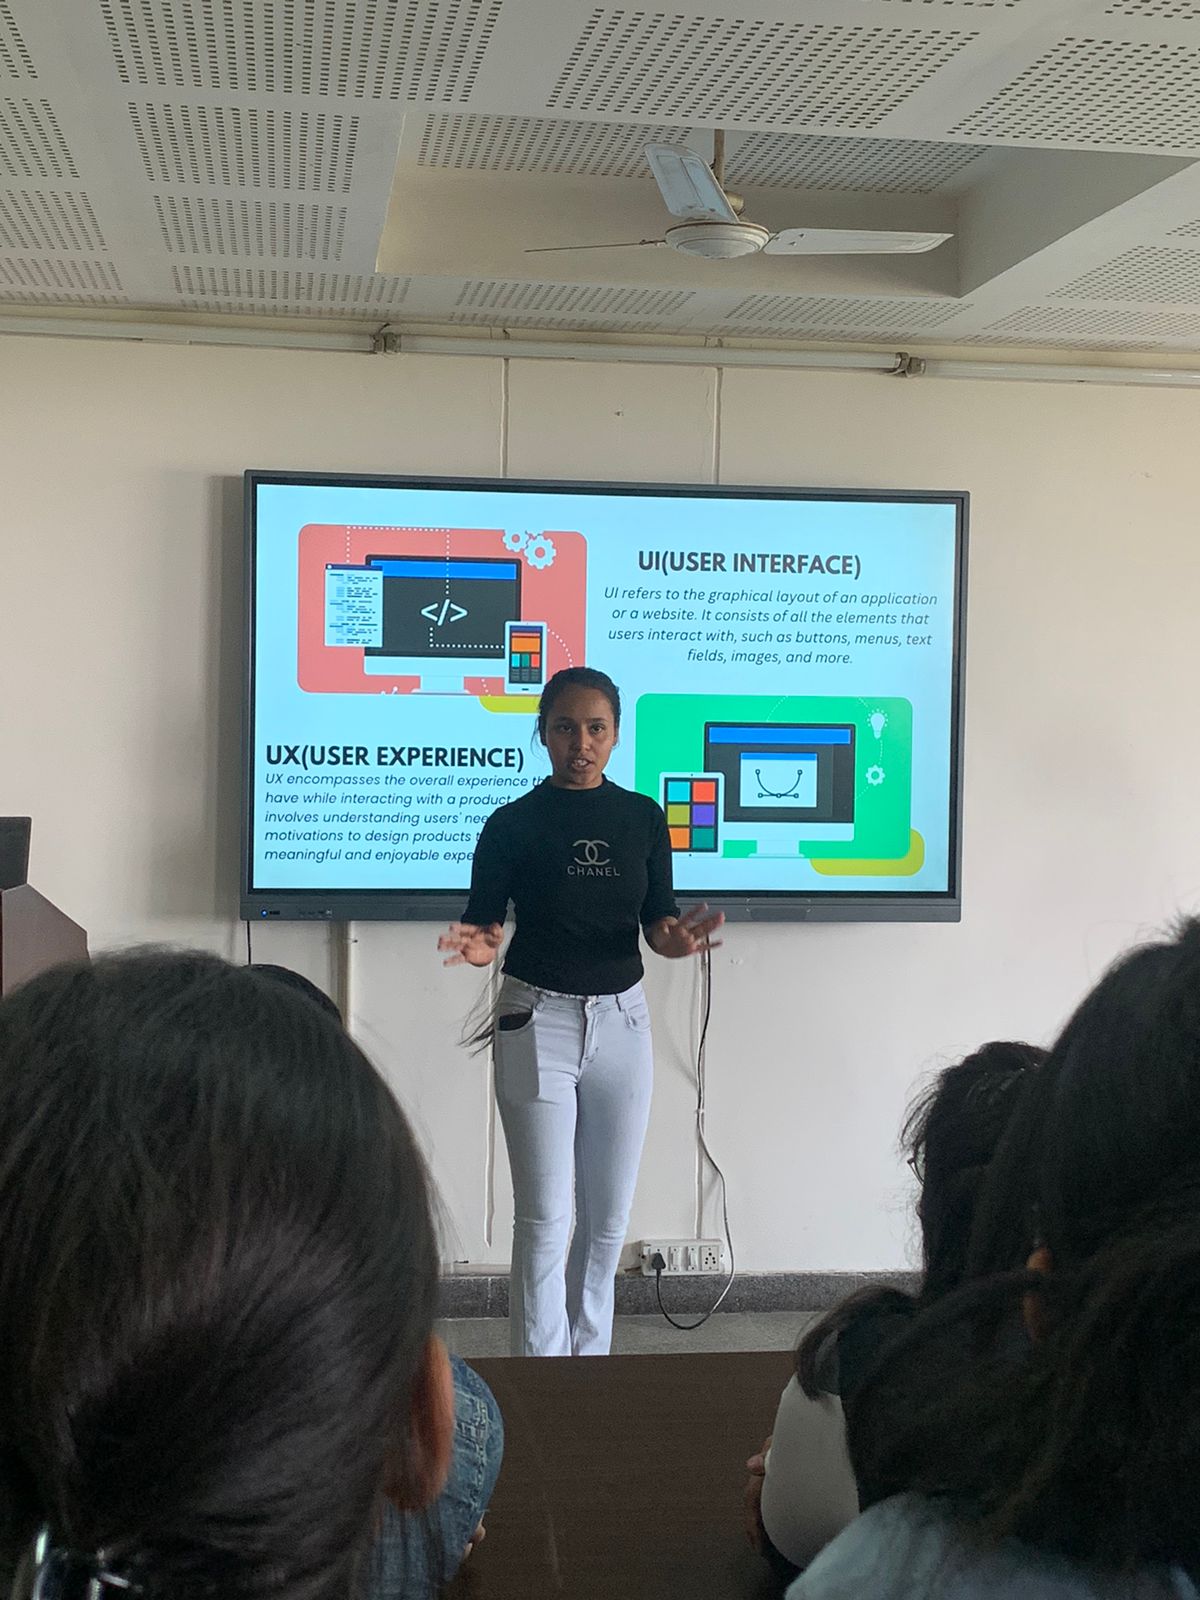 UI(USER INTERFACE)
UI refers to the graphical layout of an application
or a website. It consists of all the elements that
users interact with, such as buttons, menus, text
fields, images, and more.
</>
UX(USER EXPERIENCE)
UX encompasses the overall experience
have while interacting with a product
involves understanding users'
motivations to design products
meaningful and enjoyable
CHANEL